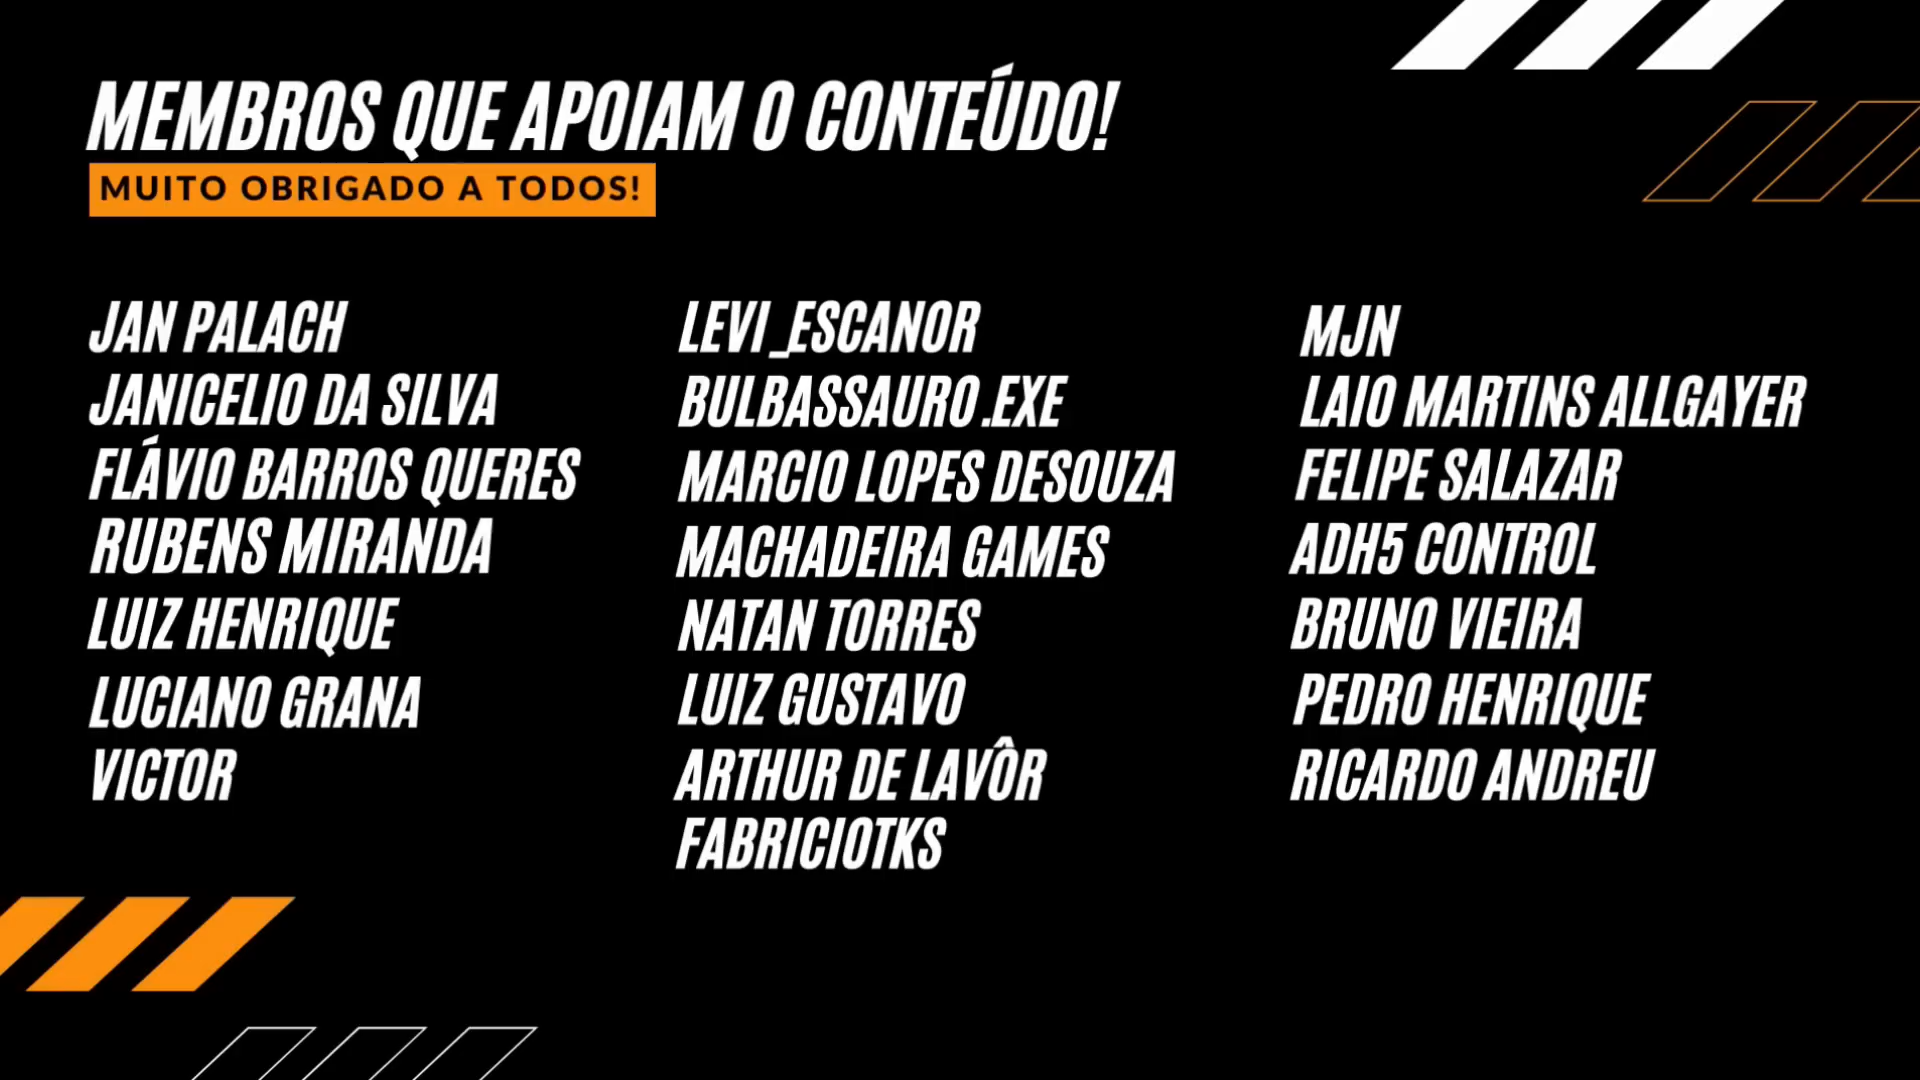 MEMBROS QUE APOIAM O CONTEÚDO!
MUITO OBRIGADO A TODOS!
JAN PALACH
JANICELIO DA SILVA
FLÁVIO BARROS QUERES
RUBENS MIRANDA
LUIZ HENRIQUE
LUCIANO GRANA
VICTOR
LEVI_ESCANOR
BULBASSAURO.EXE
MARCIO LOPES DESOUZA
MACHADEIRA GAMES
NATAN TORRES
LUIZ GUSTAVO
ARTHUR DE LAVÔR
FABRICIOTKS
MJN
LAIO MARTINS ALLGAYER
FELIPE SALAZAR
ADH5 CONTROL
BRUNO VIEIRA
PEDRO HENRIQUE
RICARDO ANDREU